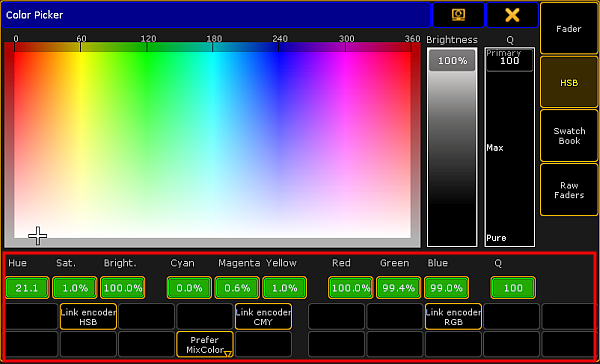 Color Picker
0 60 120 180 240 300 360
Brightness
Q
100%
Primary
100
Max
Pure
Fader
HSB
Swatch
Book
Raw
Faders
Hue Sat. Bright. Cyan Magenta Yellow Red Green Blue Q
21.1 1.0% 100.0% 0.0% 0.6% 1.0% 100.0% 99.4% 99.0% 100
Link encoder
HSB
Link encoder
CMY
Link encoder
RGB
Prefer
MixColor